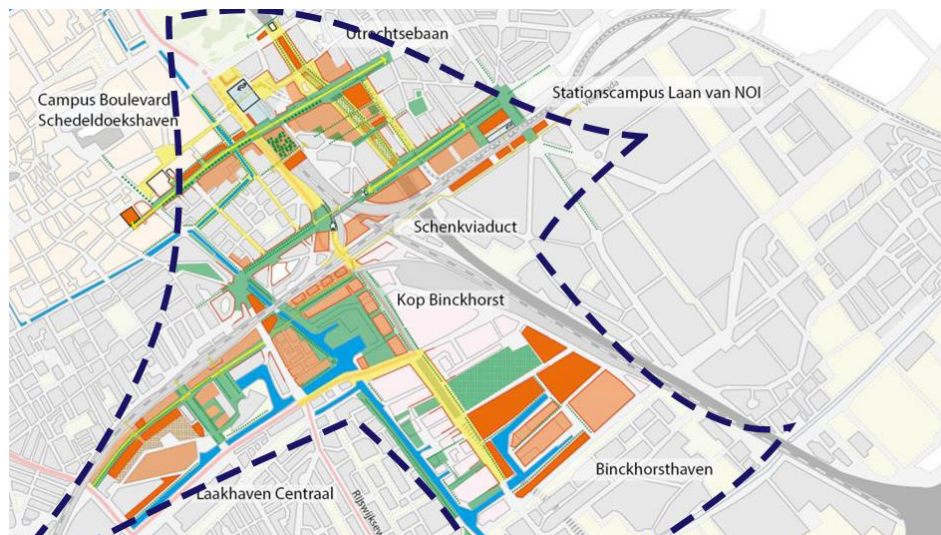 Utrechtsebaan
Campus Boulevard
Schedeldoekshaven
Stationscampus Laan van NOI
Schenkviaduct
Kop Binckhorst
Binckhorsthaven
Laakhaven Centraal